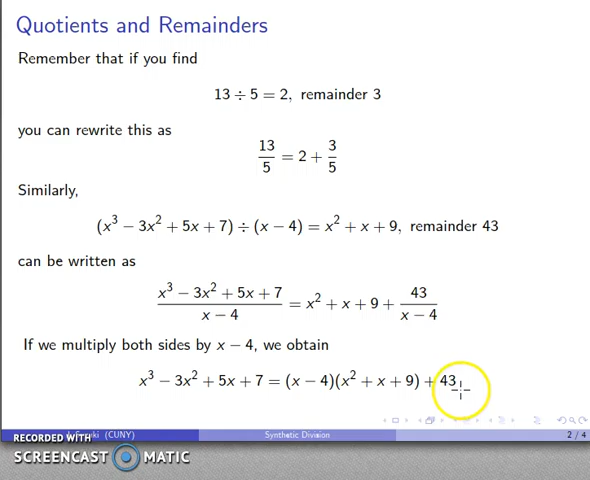 Quotients and Remainders
Remember that if you find
13 ÷ 5 = 2, remainder 3
you can rewrite this as
13/5 = 2 + 3/5
Similarly,
(x³ − 3x² + 5x + 7) ÷ (x − 4) = x² + x + 9, remainder 43
can be written as
(x³ − 3x² + 5x + 7)/(x − 4) = x² + x + 9 + 43/(x − 4)
If we multiply both sides by x − 4, we obtain
x³ − 3x² + 5x + 7 = (x − 4)(x² + x + 9) + 43
(CUNY) Synthetic Division 2 / 4
RECORDED WITH
SCREENCAST MATIC